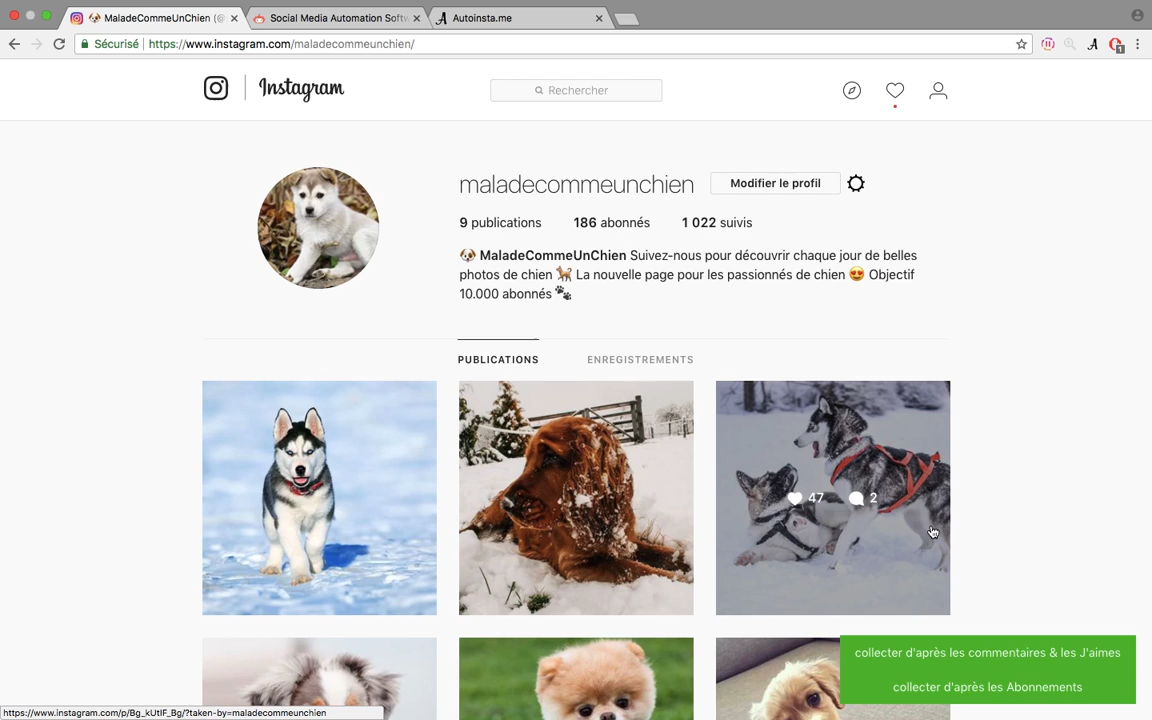 MaladeCommeUnChien (@
Social Media Automation Softw
Autoinsta.me
Sécurisé
https://www.instagram.com/maladecommeunchien/
1
Instagram
Rechercher
maladecommeunchien
Modifier le profil
9 publications 186 abonnés 1 022 suivis
MaladeCommeUnChien Suivez-nous pour découvrir chaque jour de belles
photos de chien La nouvelle page pour les passionnés de chien Objectif
10.000 abonnés
PUBLICATIONS ENREGISTREMENTS
47 2
collecter d'après les commentaires & les J'aimes
collecter d'après les Abonnements
https://www.instagram.com/p/Bg_kUtIF_Bg/?taken-by=maladecommeunchien